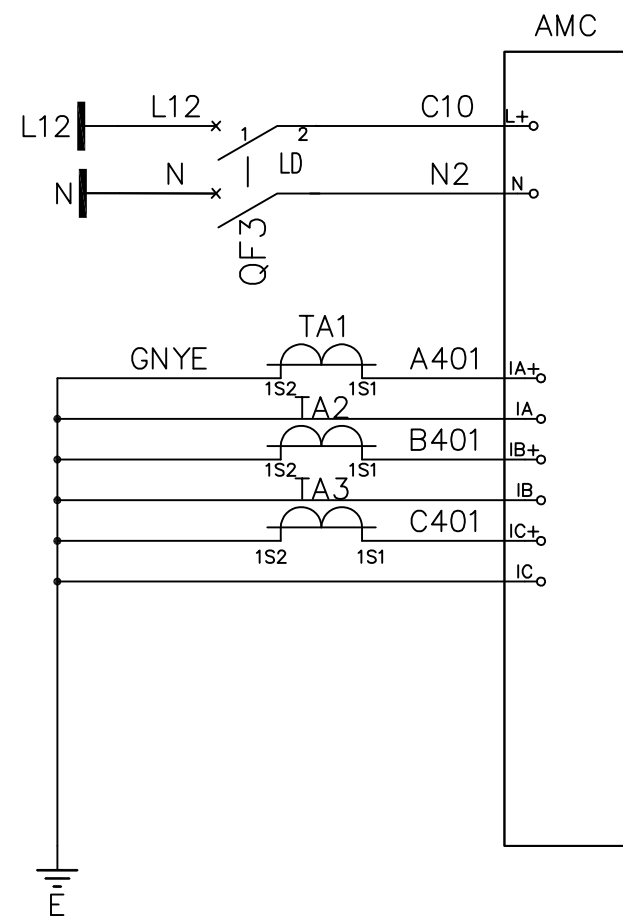 AMC
L12 L12 1 2 C10 L+
LD
N N N2 N
QF3
TA1
GNYE A401 IA+
1S2 1S1
TA2 IA
B401 IB+
1S2 1S1
TA3 IB
C401 IC+
1S2 1S1
IC
E